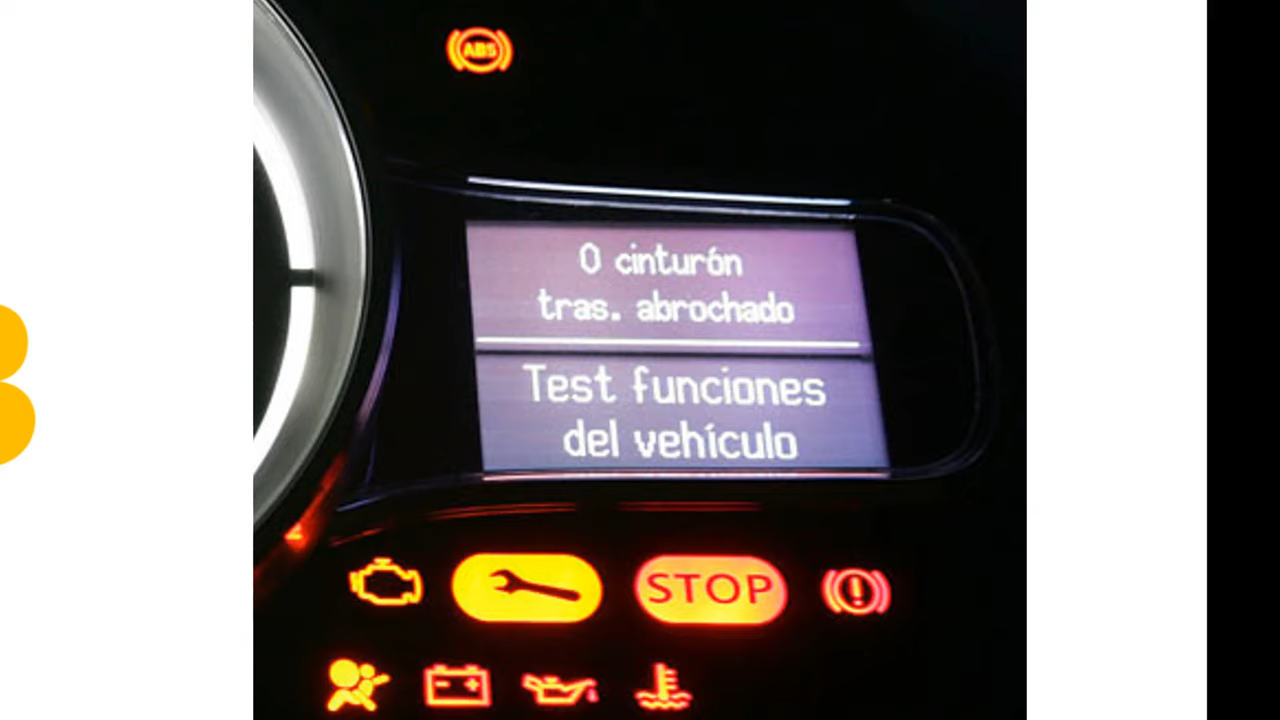 ABS
0 cinturón
tras. abrochado
Test funciones
del vehículo
STOP